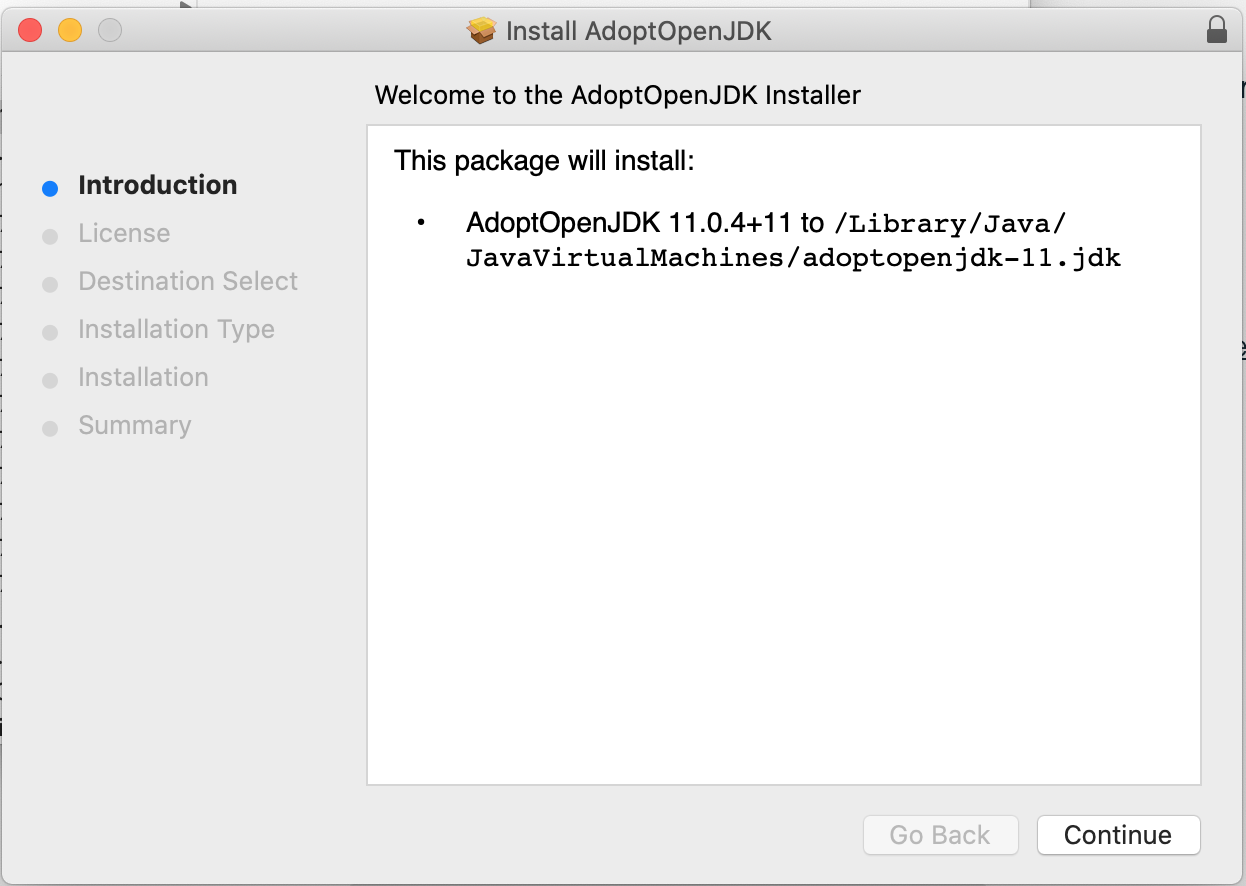 Install AdoptOpenJDK
Welcome to the AdoptOpenJDK Installer
Introduction
License
Destination Select
Installation Type
Installation
Summary
This package will install:
• AdoptOpenJDK 11.0.4+11 to /Library/Java/
JavaVirtualMachines/adoptopenjdk-11.jdk
Go Back
Continue